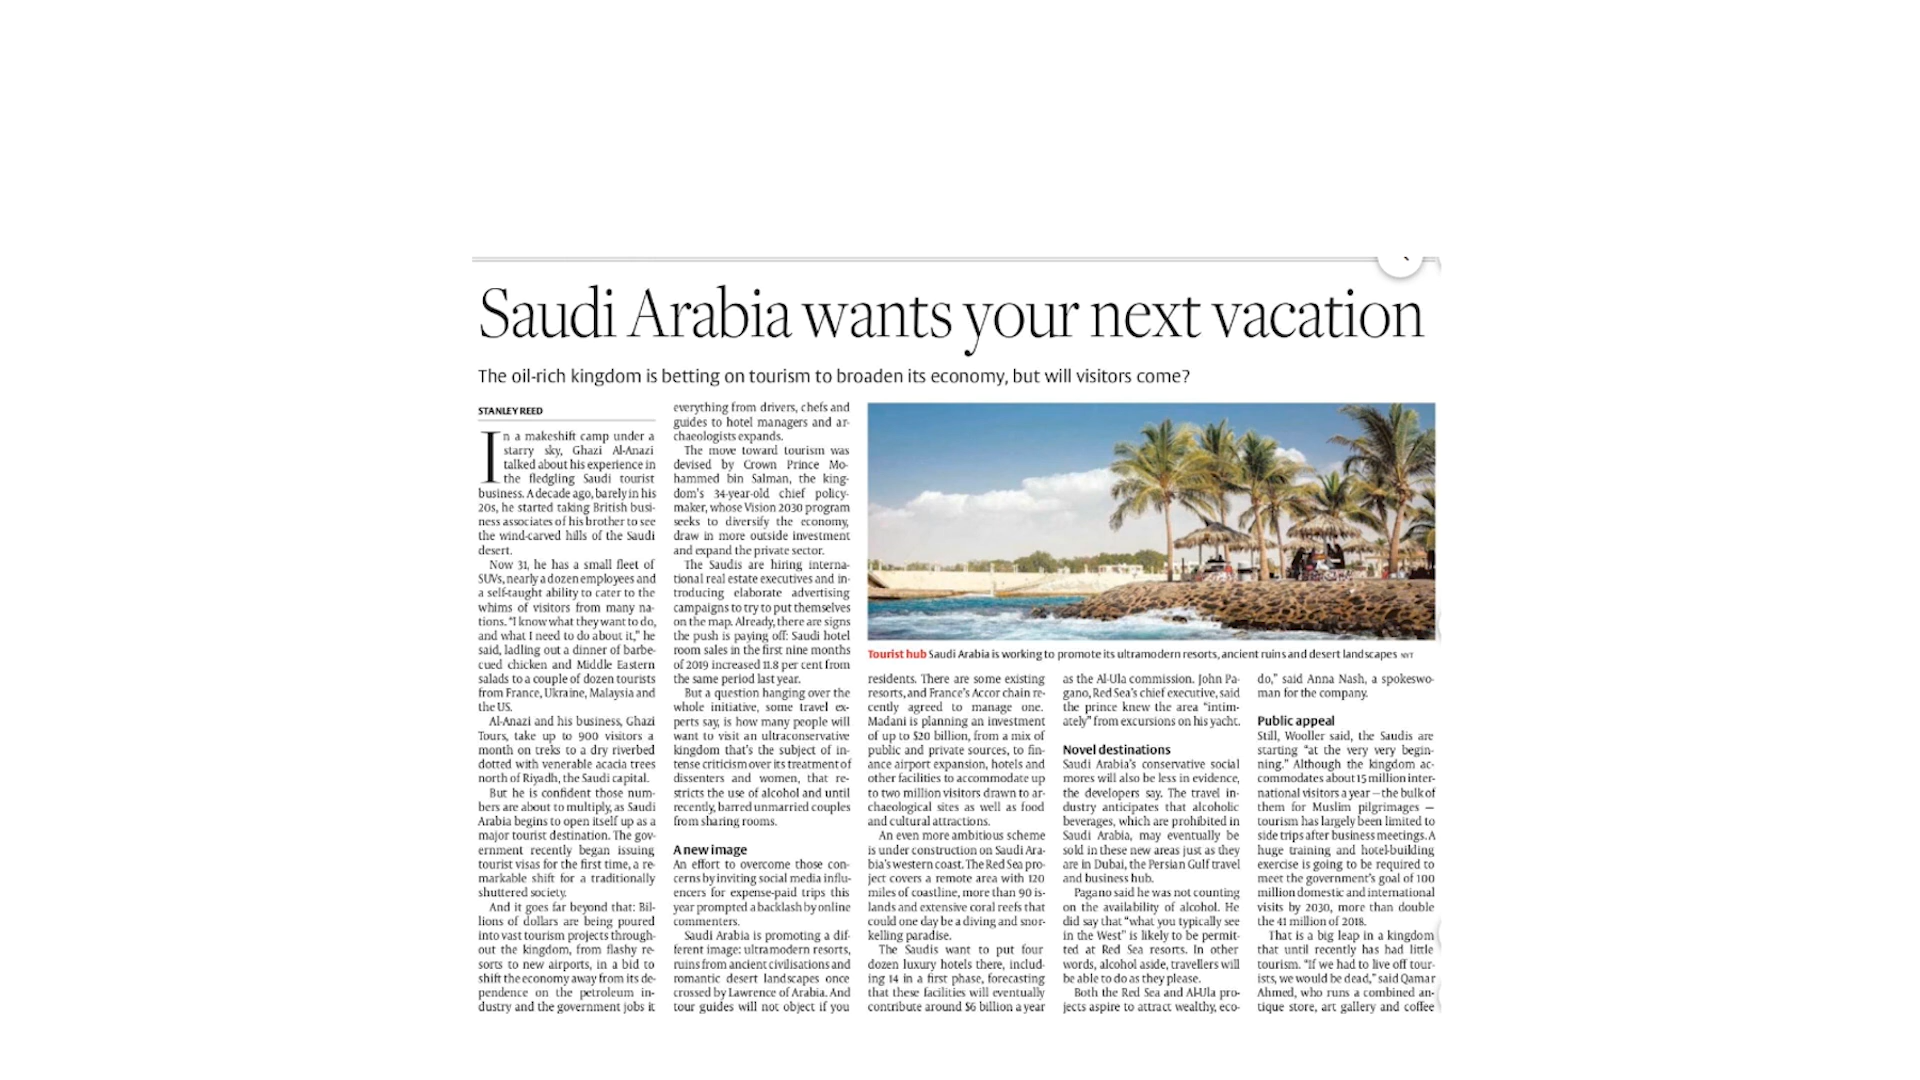 Saudi Arabia wants your next vacation
The oil-rich kingdom is betting on tourism to broaden its economy, but will visitors come?
STANLEY REED
In a makeshift camp under a
starry sky, Ghazi Al-Anazi
talked about his experience in
the fledgling Saudi tourist
business. A decade ago, barely in his
20s, he started taking British busi-
ness associates of his brother to see
the wind-carved hills of the Saudi
desert.
Now 31, he has a small fleet of
SUVs, nearly a dozen employees and
a self-taught ability to cater to the
whims of visitors from many na-
tions. "I know what they want to do,
and what I need to do about it," he
said, ladling out a dinner of barbe-
cued chicken and Middle Eastern
salads to a couple of dozen tourists
from France, Ukraine, Malaysia and
the US.
Al-Anazi and his business, Ghazi
Tours, take up to 900 visitors a
month on treks to a dry riverbed
dotted with venerable acacia trees
north of Riyadh, the Saudi capital.
But he is confident those num-
bers are about to multiply, as Saudi
Arabia begins to open itself up as a
major tourist destination. The gov-
ernment recently began issuing
tourist visas for the first time, a re-
markable shift for a traditionally
shuttered society.
And it goes far beyond that: Bil-
lions of dollars are being poured
into vast tourism projects through-
out the kingdom, from flashy re-
sorts to new airports, in a bid to
shift the economy away from its de-
pendence on the petroleum in-
dustry and the government jobs it
everything from drivers, chefs and
guides to hotel managers and ar-
chaeologists expands.
The move toward tourism was
devised by Crown Prince Mo-
hammed bin Salman, the king-
dom's 34-year-old chief policy-
maker, whose Vision 2030 program
seeks to diversify the economy,
draw in more outside investment
and expand the private sector.
The Saudis are hiring interna-
tional real estate executives and in-
troducing elaborate advertising
campaigns to try to put themselves
on the map. Already, there are signs
the push is paying off: Saudi hotel
room sales in the first nine months
of 2019 increased 11.8 per cent from
the same period last year.
But a question hanging over the
whole initiative, some travel ex-
perts say, is how many people will
want to visit an ultraconservative
kingdom that's the subject of in-
tense criticism over its treatment of
dissenters and women, that re-
stricts the use of alcohol and until
recently, barred unmarried couples
from sharing rooms.
A new image
An effort to overcome those con-
cerns by inviting social media influ-
encers for expense-paid trips this
year prompted a backlash by online
commenters.
Saudi Arabia is promoting a dif-
ferent image: ultramodern resorts,
ruins from ancient civilisations and
romantic desert landscapes once
crossed by Lawrence of Arabia. And
tour guides will not object if you
Tourist hub Saudi Arabia is working to promote its ultramodern resorts, ancient ruins and desert landscapes NYT
residents. There are some existing
resorts, and France's Accor chain re-
cently agreed to manage one.
Madani is planning an investment
of up to $20 billion, from a mix of
public and private sources, to fin-
ance airport expansion, hotels and
other facilities to accommodate up
to two million visitors drawn to ar-
chaeological sites as well as food
and cultural attractions.
An even more ambitious scheme
is under construction on Saudi Ara-
bia's western coast. The Red Sea pro-
ject covers a remote area with 120
miles of coastline, more than 90 is-
lands and extensive coral reefs that
could one day be a diving and snor-
kelling paradise.
The Saudis want to put four
dozen luxury hotels there, includ-
ing 14 in a first phase, forecasting
that these facilities will eventually
contribute around $6 billion a year
as the Al-Ula commission. John Pa-
gano, Red Sea's chief executive, said
the prince knew the area "intim-
ately" from excursions on his yacht.
Novel destinations
Saudi Arabia's conservative social
mores will also be less in evidence,
the developers say. The travel in-
dustry anticipates that alcoholic
beverages, which are prohibited in
Saudi Arabia, may eventually be
sold in these new areas just as they
are in Dubai, the Persian Gulf travel
and business hub.
Pagano said he was not counting
on the availability of alcohol. He
did say that "what you typically see
in the West" is likely to be permit-
ted at Red Sea resorts. In other
words, alcohol aside, travellers will
be able to do as they please.
Both the Red Sea and Al-Ula pro-
jects aspire to attract wealthy, eco-
do," said Anna Nash, a spokeswo-
man for the company.
Public appeal
Still, Wooller said, the Saudis are
starting "at the very very begin-
ning." Although the kingdom ac-
commodates about 15 million inter-
national visitors a year — the bulk of
them for Muslim pilgrimages —
tourism has largely been limited to
side trips after business meetings. A
huge training and hotel-building
exercise is going to be required to
meet the government's goal of 100
million domestic and international
visits by 2030, more than double
the 41 million of 2018.
That is a big leap in a kingdom
that until recently has had little
tourism. "If we had to live off tour-
ists, we would be dead," said Qamar
Ahmed, who runs a combined an-
tique store, art gallery and coffee